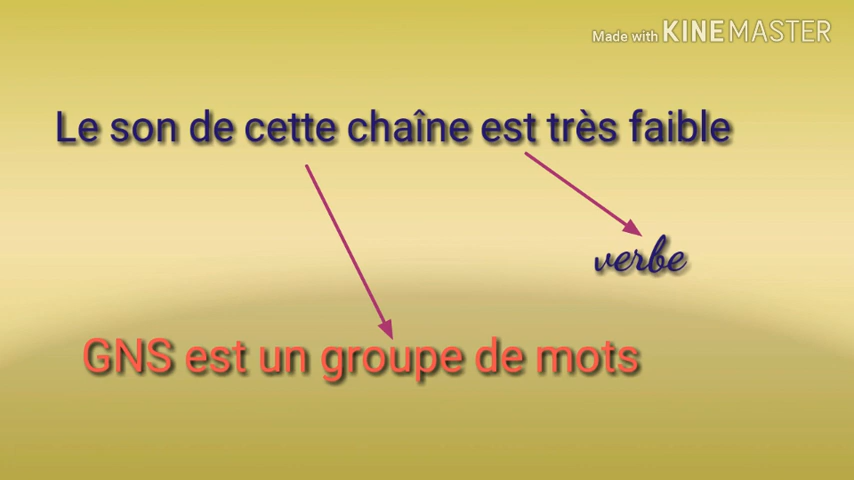 Made with KINEMASTER
Le son de cette chaîne est très faible
verbe
GNS est un groupe de mots